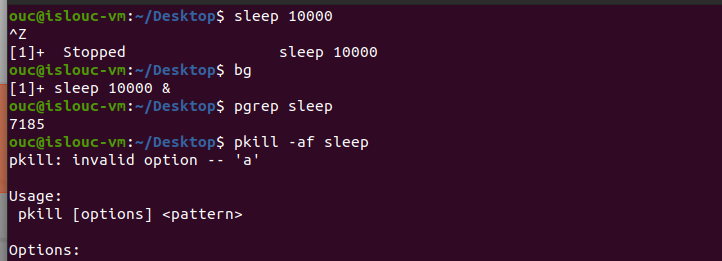 ouc@islouc-vm:~/Desktop$ sleep 10000
^Z
[1]+  Stopped                 sleep 10000
ouc@islouc-vm:~/Desktop$ bg
[1]+ sleep 10000 &
ouc@islouc-vm:~/Desktop$ pgrep sleep
7185
ouc@islouc-vm:~/Desktop$ pkill -af sleep
pkill: invalid option -- 'a'

Usage:
 pkill [options] <pattern>

Options: